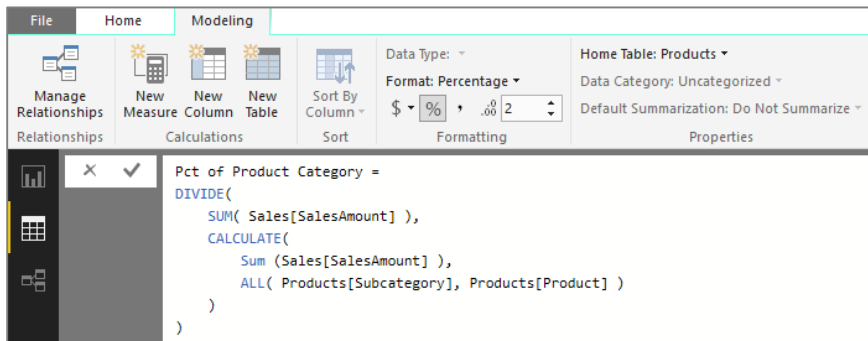 File Home Modeling
Data Type:
Home Table: Products
Format: Percentage
Data Category: Uncategorized
Manage Relationships
New Measure
New Column
New Table
Sort By Column
$ % , .00 .0 2
Default Summarization: Do Not Summarize
Relationships Calculations Sort Formatting Properties
Pct of Product Category =
DIVIDE(
SUM( Sales[SalesAmount] ),
CALCULATE(
Sum (Sales[SalesAmount] ),
ALL( Products[Subcategory], Products[Product] )
)
)